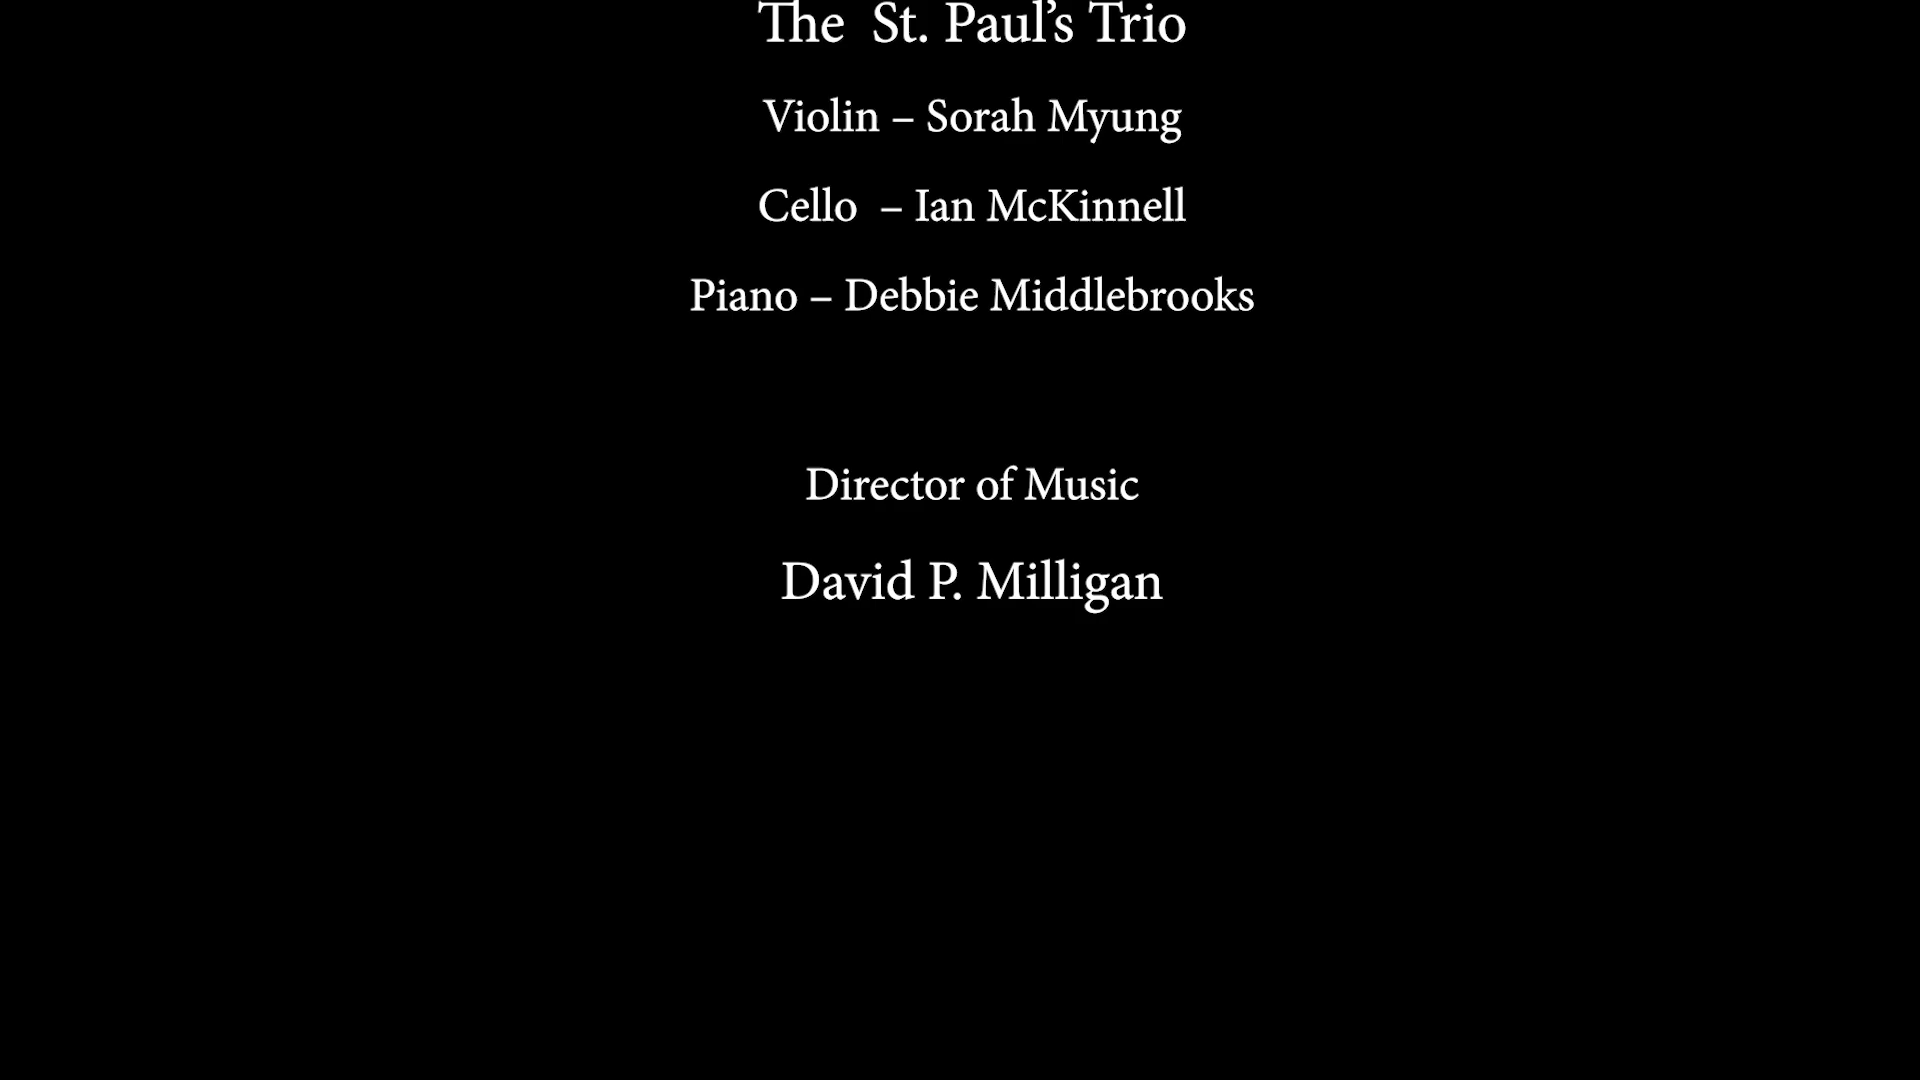 The  St. Paul’s Trio
Violin – Sorah Myung
Cello  – Ian McKinnell
Piano – Debbie Middlebrooks
Director of Music
David P. Milligan